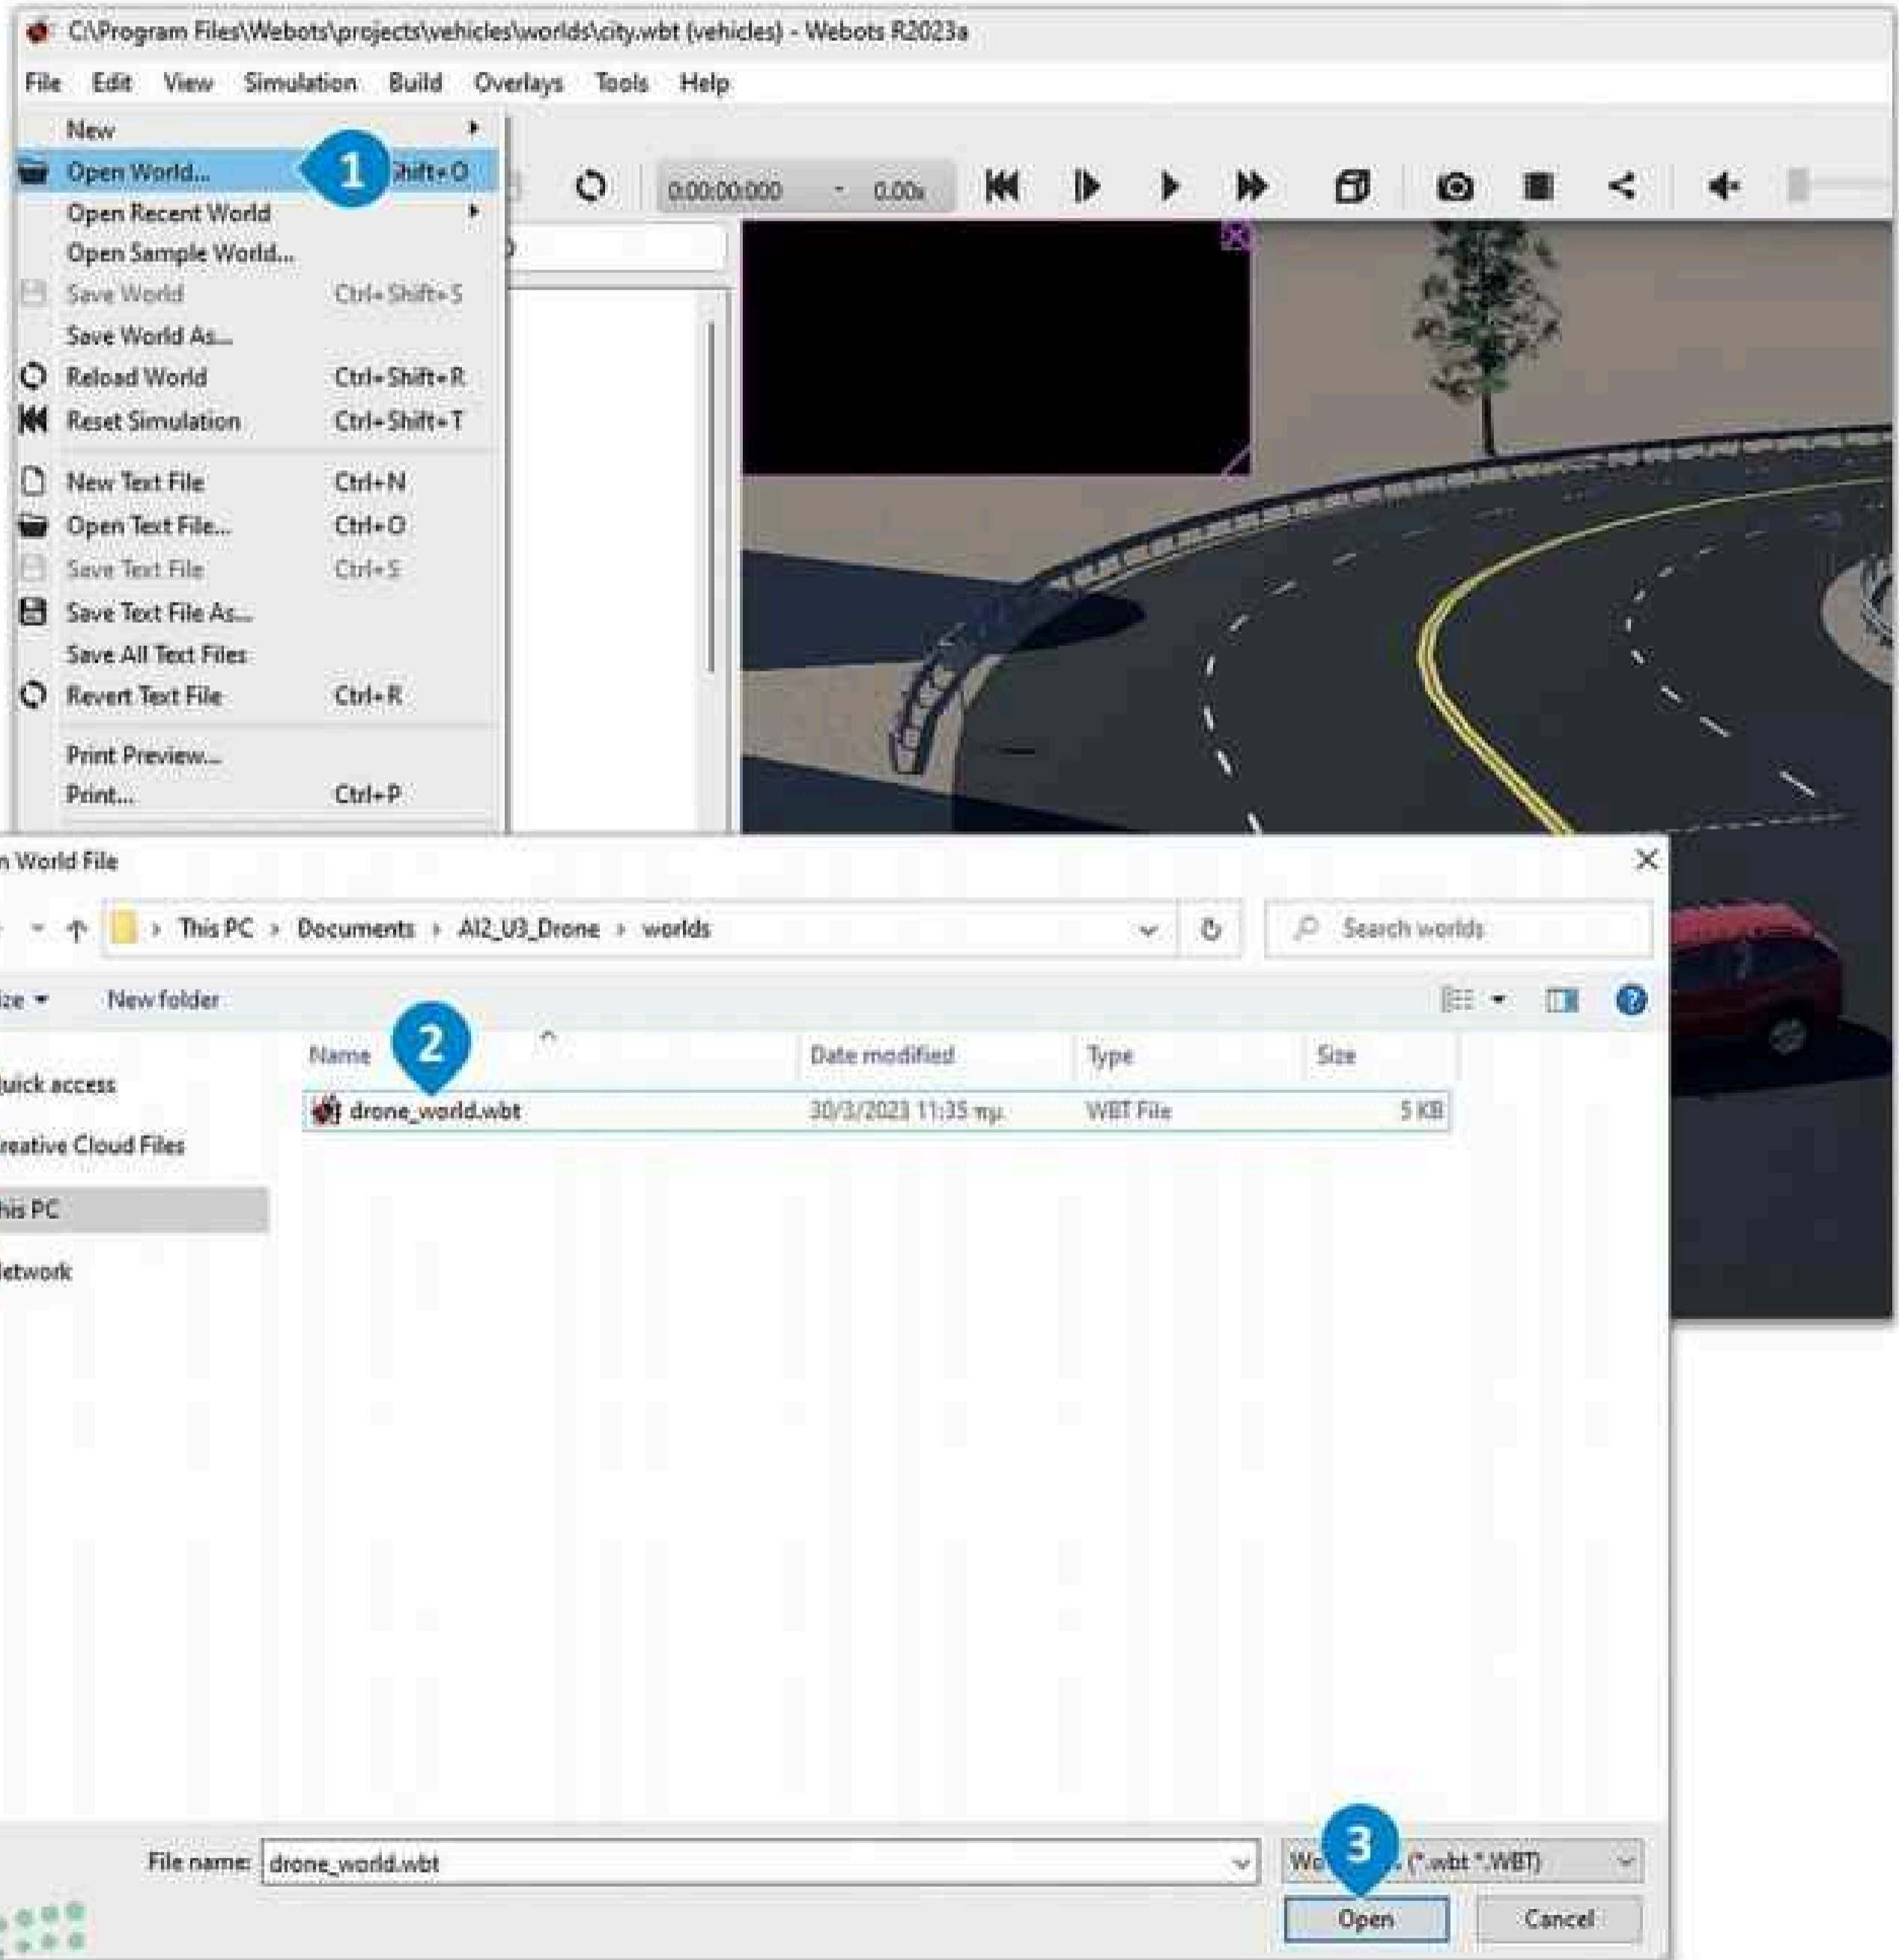 C:\Program Files\Webots\projects\vehicles\worlds\city.wbt (vehicles) - Webots R2023a
File Edit View Simulation Build Overlays Tools Help
New
Open World... 1 Shift+O
0:00:00:000 - 0.00x
Open Recent World
Open Sample World...
Save World Ctrl+Shift+S
Save World As...
Reload World Ctrl+Shift+R
Reset Simulation Ctrl+Shift+T
New Text File Ctrl+N
Open Text File... Ctrl+O
Save Text File Ctrl+S
Save Text File As...
Save All Text Files
Revert Text File Ctrl+R
Print Preview...
Print... Ctrl+P
n World File
This PC › Documents › AI2_U3_Drone › worlds
Search worlds
ize New folder
2
Name Date modified Type Size
uick access
drone_world.wbt 30/3/2023 11:35 πμ WBT File 5 KB
reative Cloud Files
his PC
etwork
3
File name: drone_world.wbt (*.wbt *.WBT)
Open Cancel